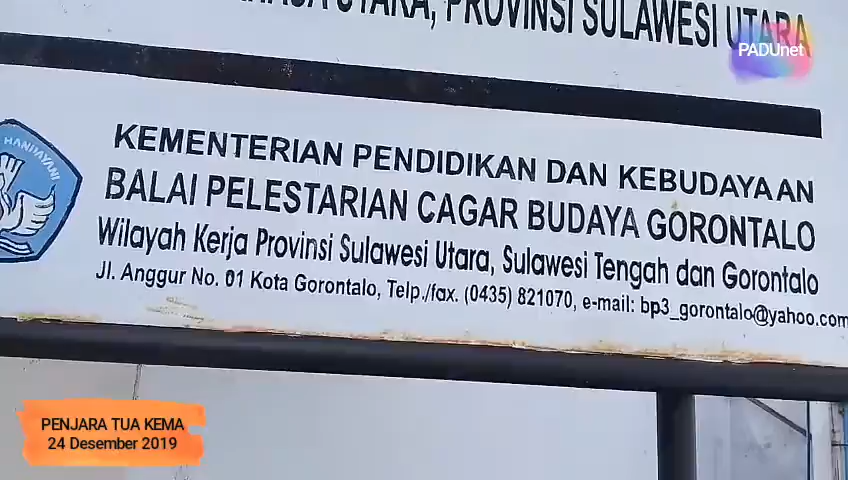 UTARA, PROVINSI SULAWESI UTARA
PADUnet
HANDAYANI
KEMENTERIAN PENDIDIKAN DAN KEBUDAYAAN
BALAI PELESTARIAN CAGAR BUDAYA GORONTALO
Wilayah Kerja Provinsi Sulawesi Utara, Sulawesi Tengah dan Gorontalo
Jl. Anggur No. 01 Kota Gorontalo, Telp./fax. (0435) 821070, e-mail: bp3_gorontalo@yahoo.com
PENJARA TUA KEMA
24 Desember 2019